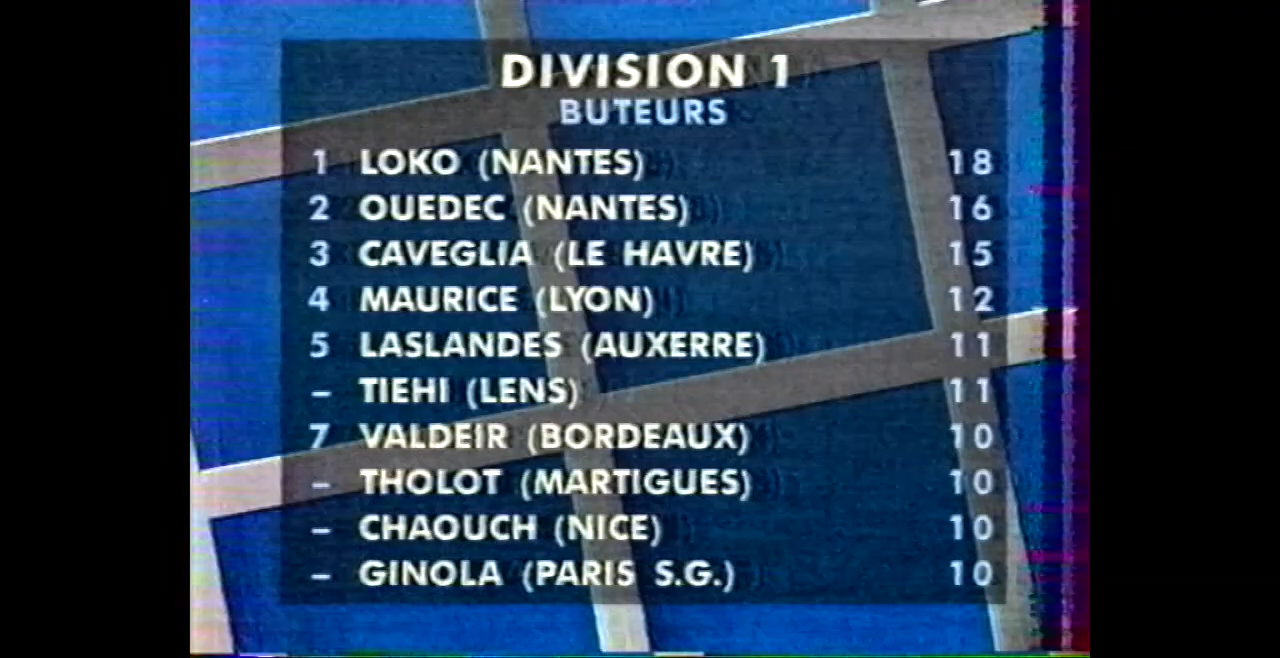 DIVISION 1
BUTEURS
1 LOKO (NANTES) 18
2 OUEDEC (NANTES) 16
3 CAVEGLIA (LE HAVRE) 15
4 MAURICE (LYON) 12
5 LASLANDES (AUXERRE) 11
– TIEHI (LENS) 11
7 VALDEIR (BORDEAUX) 10
– THOLOT (MARTIGUES) 10
– CHAOUCH (NICE) 10
– GINOLA (PARIS S.G.) 10